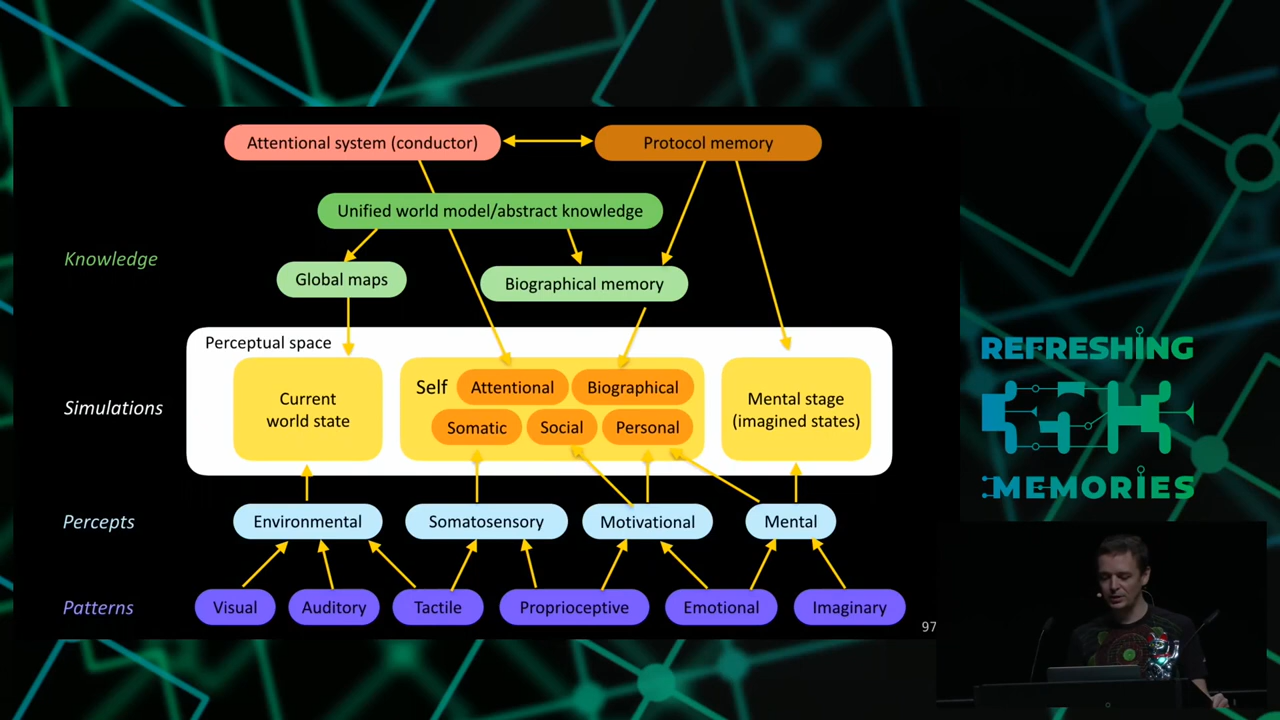 Attentional system (conductor)
Protocol memory
Unified world model/abstract knowledge
Knowledge
Global maps
Biographical memory
Perceptual space
Simulations
Current
world state
Self
Attentional
Biographical
Somatic
Social
Personal
Mental stage
(imagined states)
Percepts
Environmental
Somatosensory
Motivational
Mental
Patterns
Visual
Auditory
Tactile
Proprioceptive
Emotional
Imaginary
97
REFRESHING
MEMORIES